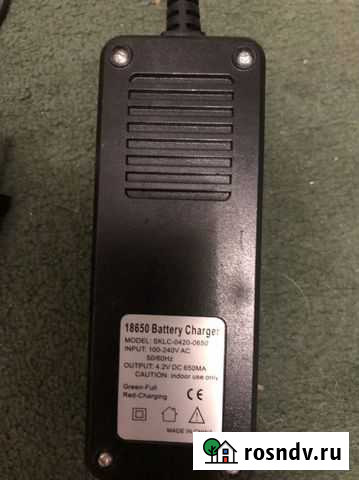 18650 Battery Charger
MODEL: SKLC-0420-0650
INPUT: 100-240V AC
50/60Hz
OUTPUT: 4.2V DC 650MA
CAUTION: indoor use only
Green-Full
Red-Charging
CE
MADE IN CHINA
rosndv.ru